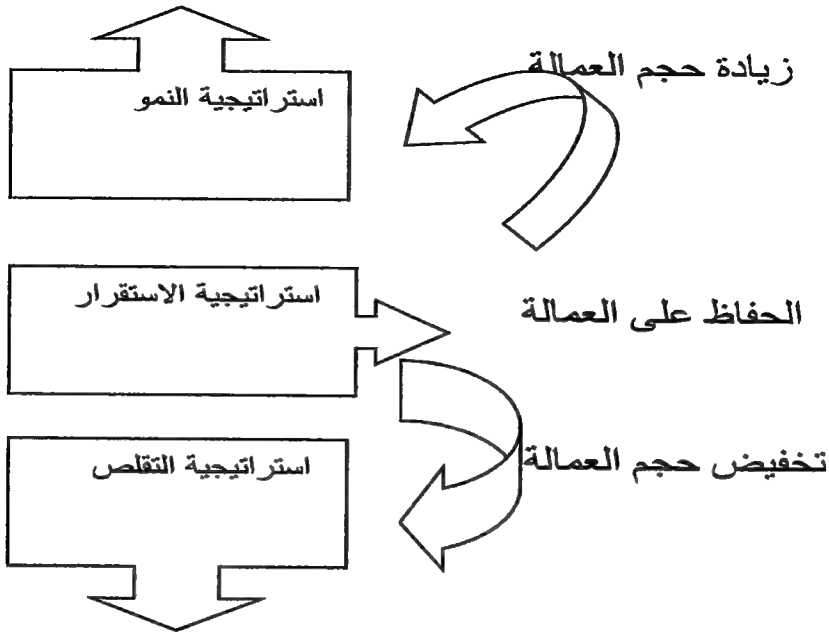 زيادة حجم العمالة
استراتيجية النمو
الحفاظ على العمالة
استراتيجية الاستقرار
تخفيض حجم العمالة
استراتيجية التقلص